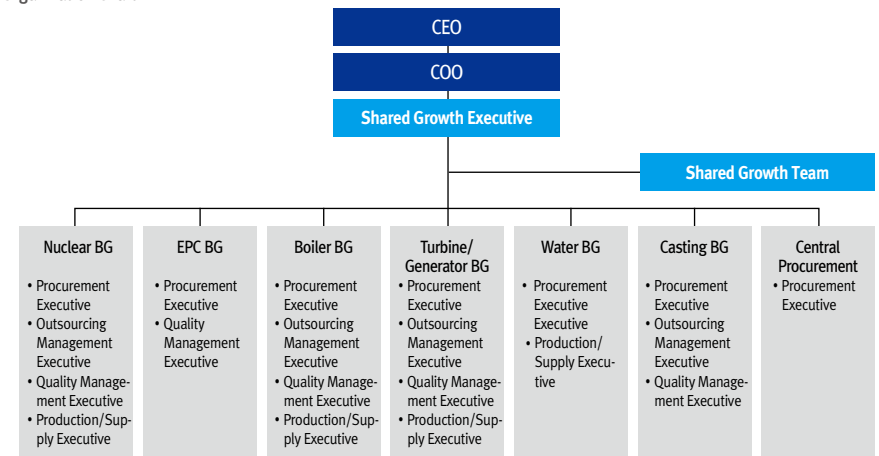 CEO
COO
Shared Growth Executive
Shared Growth Team
Nuclear BG
• Procurement
Executive
• Outsourcing
Management
Executive
• Quality Manage-
ment Executive
• Production/Sup-
ply Executive
EPC BG
• Procurement
Executive
• Quality
Management
Executive
Boiler BG
• Procurement
Executive
• Outsourcing
Management
Executive
• Quality Manage-
ment Executive
• Production/Sup-
ply Executive
Turbine/
Generator BG
• Procurement
Executive
• Outsourcing
Management
Executive
• Quality Manage-
ment Executive
• Production/Sup-
ply Executive
Water BG
• Procurement
Executive
Executive
• Production/
Supply Execu-
tive
Casting BG
• Procurement
Executive
• Outsourcing
Management
Executive
• Quality Manage-
ment Executive
Central
Procurement
• Procurement
Executive